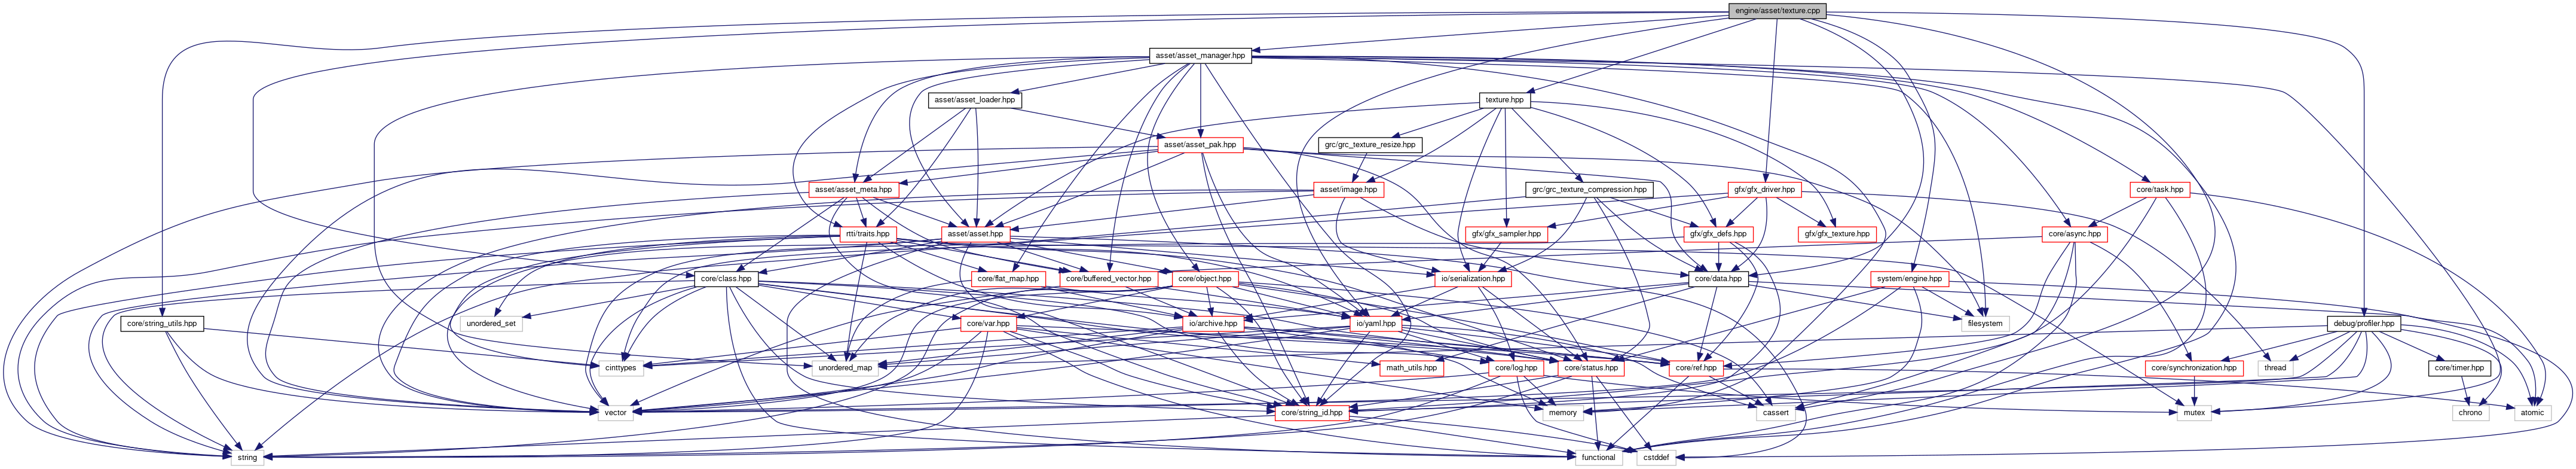 engine/asset/texture.cpp
asset/asset_manager.hpp
asset/asset_loader.hpp
texture.hpp
asset/asset_pak.hpp
grc/grc_texture_resize.hpp
asset/asset_meta.hpp
asset/image.hpp
grc/grc_texture_compression.hpp
gfx/gfx_driver.hpp
core/task.hpp
rtti/traits.hpp
asset/asset.hpp
gfx/gfx_sampler.hpp
gfx/gfx_defs.hpp
gfx/gfx_texture.hpp
core/async.hpp
core/class.hpp
core/flat_map.hpp
core/buffered_vector.hpp
core/object.hpp
io/serialization.hpp
core/data.hpp
system/engine.hpp
core/string_utils.hpp
unordered_set
core/var.hpp
io/archive.hpp
io/yaml.hpp
filesystem
debug/profiler.hpp
cinttypes
unordered_map
math_utils.hpp
core/log.hpp
core/status.hpp
core/ref.hpp
core/synchronization.hpp
thread
core/timer.hpp
vector
core/string_id.hpp
memory
cassert
mutex
chrono
atomic
string
functional
cstddef